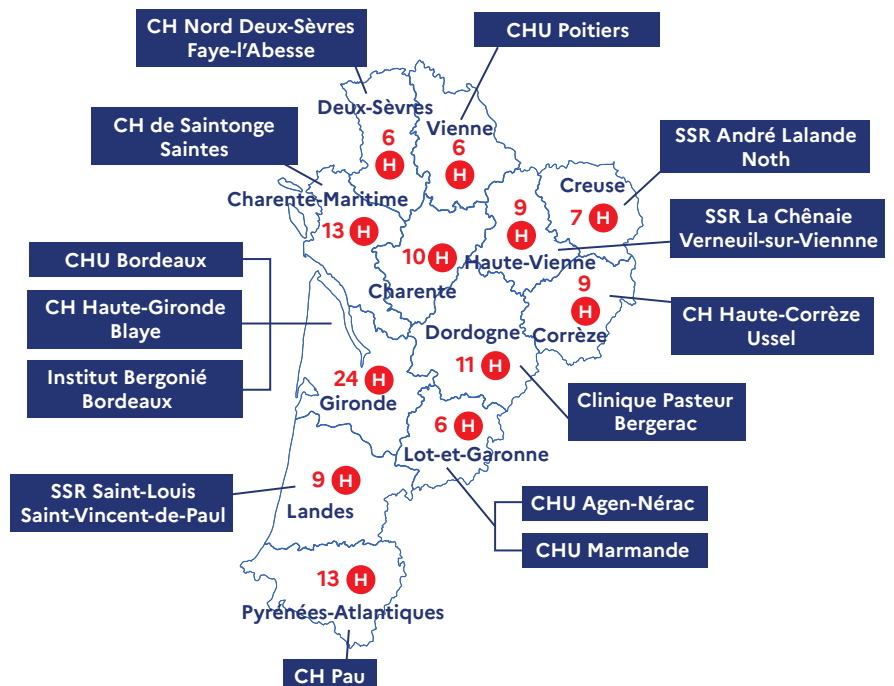 CH Nord Deux-Sèvres
Faye-l'Abesse
CHU Poitiers
Deux-Sèvres
6
H
Vienne
6
H
CH de Saintonge
Saintes
SSR André Lalande
Noth
Charente-Maritime
13 H
Creuse
7 H
9
H
Haute-Vienne
SSR La Chênaie
Verneuil-sur-Viennne
10 H
Charente
CHU Bordeaux
CH Haute-Gironde
Blaye
Institut Bergonié
Bordeaux
9
H
Corrèze
CH Haute-Corrèze
Ussel
Dordogne
11 H
24 H
Gironde
Clinique Pasteur
Bergerac
6 H
Lot-et-Garonne
SSR Saint-Louis
Saint-Vincent-de-Paul
9 H
Landes
CHU Agen-Nérac
CHU Marmande
13 H
Pyrénées-Atlantiques
CH Pau